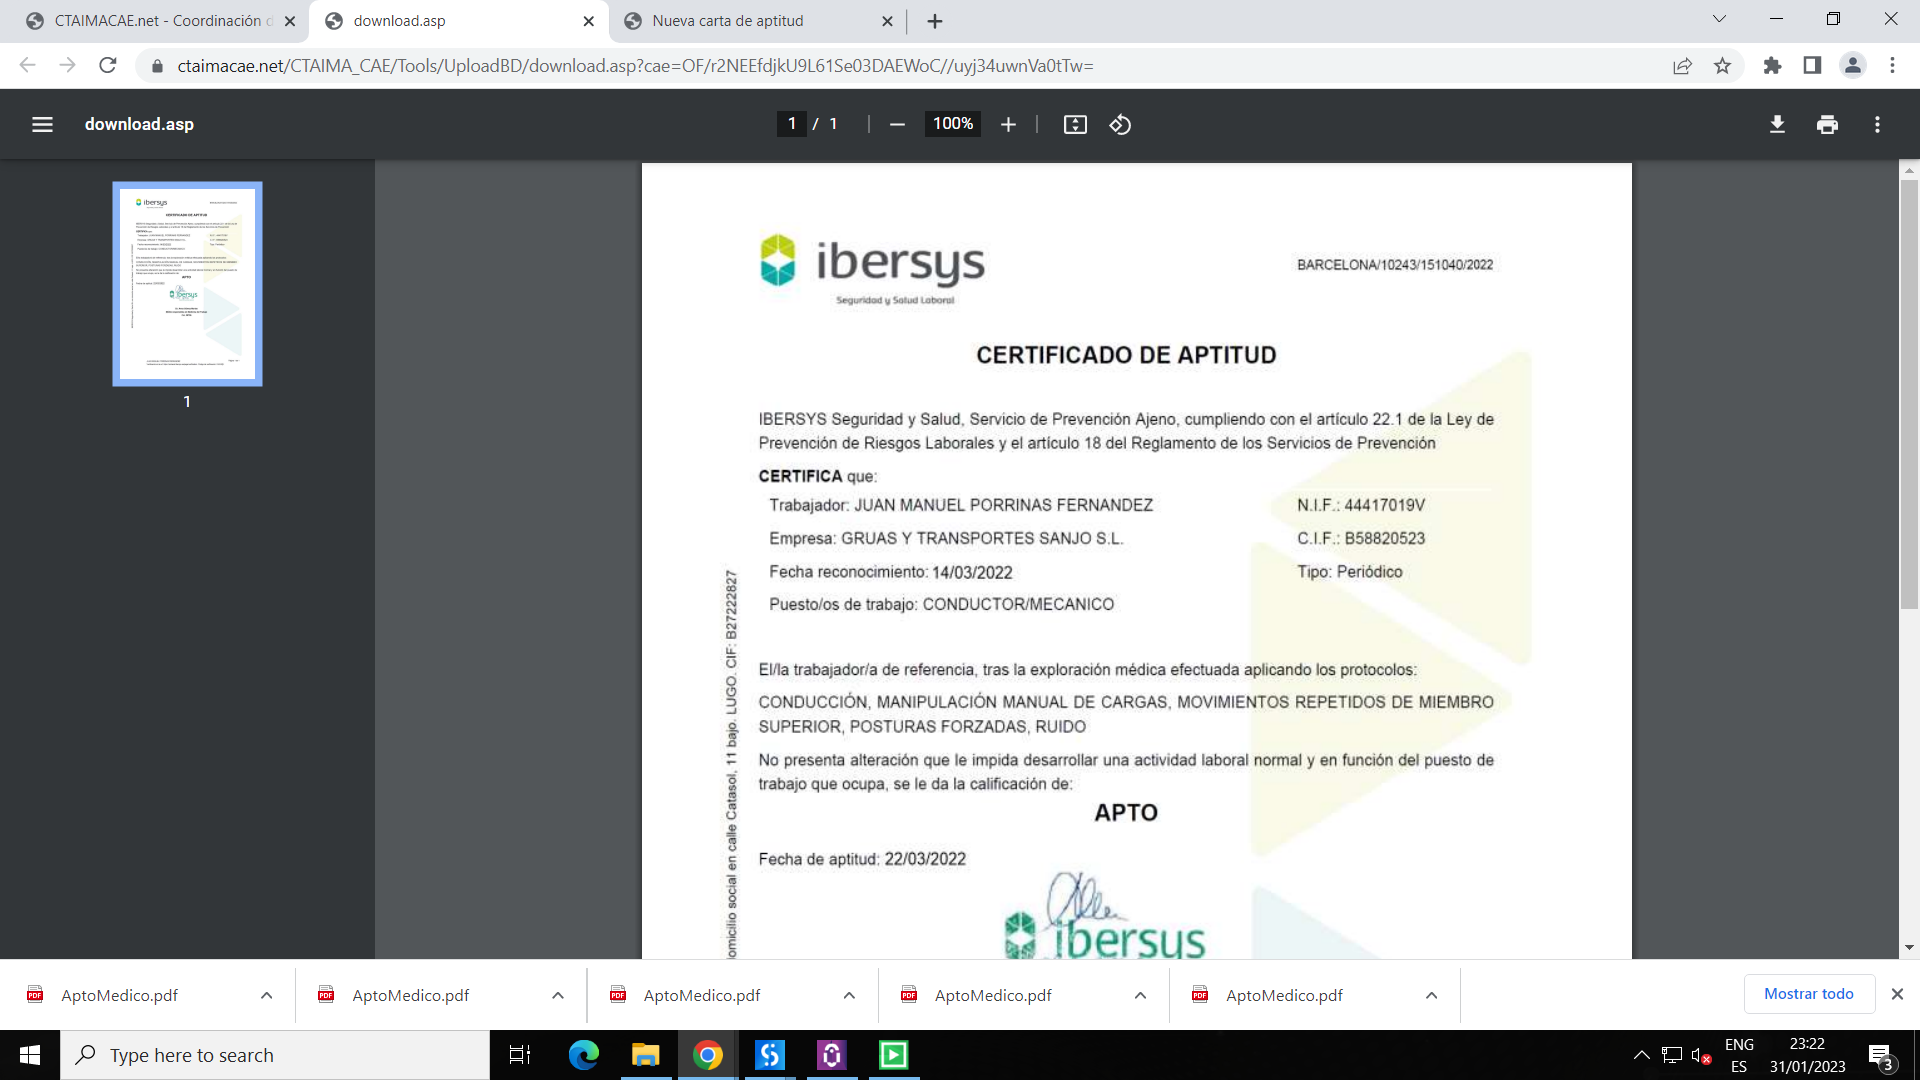 CTAIMACAE.net - Coordinación d
download.asp
Nueva carta de aptitud
ctaimacae.net/CTAIMA_CAE/Tools/UploadBD/download.asp?cae=OF/r2NEEfdjkU9L61Se03DAEWoC//uyj34uwnVa0tTw=
download.asp
1 / 1
100%
1
ibersys
Seguridad y Salud Laboral
BARCELONA/10243/151040/2022
CERTIFICADO DE APTITUD
IBERSYS Seguridad y Salud, Servicio de Prevención Ajeno, cumpliendo con el artículo 22.1 de la Ley de
Prevención de Riesgos Laborales y el artículo 18 del Reglamento de los Servicios de Prevención
CERTIFICA que:
Trabajador: JUAN MANUEL PORRINAS FERNANDEZ
N.I.F.: 44417019V
Empresa: GRUAS Y TRANSPORTES SANJO S.L.
C.I.F.: B58820523
Fecha reconocimiento: 14/03/2022
Tipo: Periódico
Puesto/os de trabajo: CONDUCTOR/MECANICO
El/la trabajador/a de referencia, tras la exploración médica efectuada aplicando los protocolos:
CONDUCCIÓN, MANIPULACIÓN MANUAL DE CARGAS, MOVIMIENTOS REPETIDOS DE MIEMBRO
SUPERIOR, POSTURAS FORZADAS, RUIDO
No presenta alteración que le impida desarrollar una actividad laboral normal y en función del puesto de
trabajo que ocupa, se le da la calificación de:
APTO
Fecha de aptitud: 22/03/2022
ibersys
omicilio social en calle Catasol, 11 bajo. LUGO. CIF: B27222827
AptoMedico.pdf
AptoMedico.pdf
AptoMedico.pdf
AptoMedico.pdf
AptoMedico.pdf
Mostrar todo
Type here to search
ENG
ES
23:22
31/01/2023
3